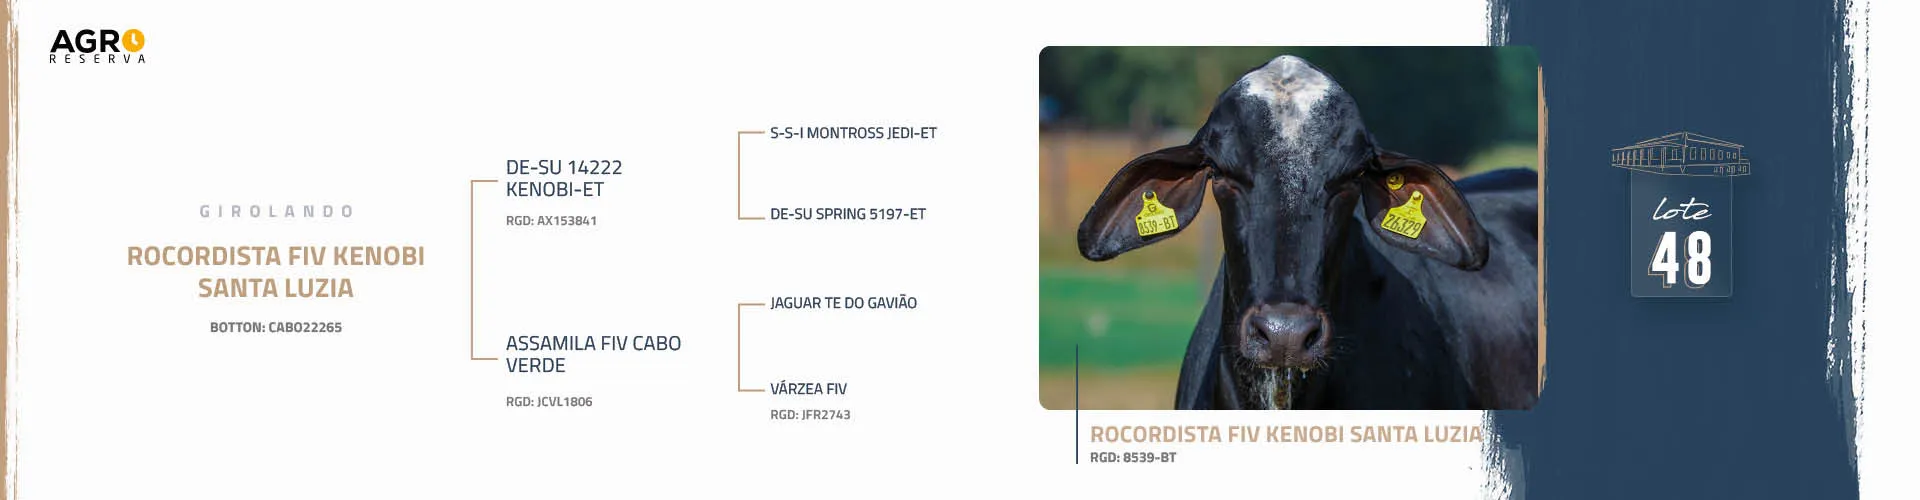 AGRO
RESERVA
GIROLANDO
ROCORDISTA FIV KENOBI
SANTA LUZIA
BOTTON: CABO22265
DE-SU 14222
KENOBI-ET
RGD: AX153841
ASSAMILA FIV CABO
VERDE
RGD: JCVL1806
S-S-I MONTROSS JEDI-ET
DE-SU SPRING 5197-ET
JAGUAR TE DO GAVIÃO
VÁRZEA FIV
RGD: JFR2743
G
8539-BT
26329
ROCORDISTA FIV KENOBI SANTA LUZIA
RGD: 8539-BT
lote
48